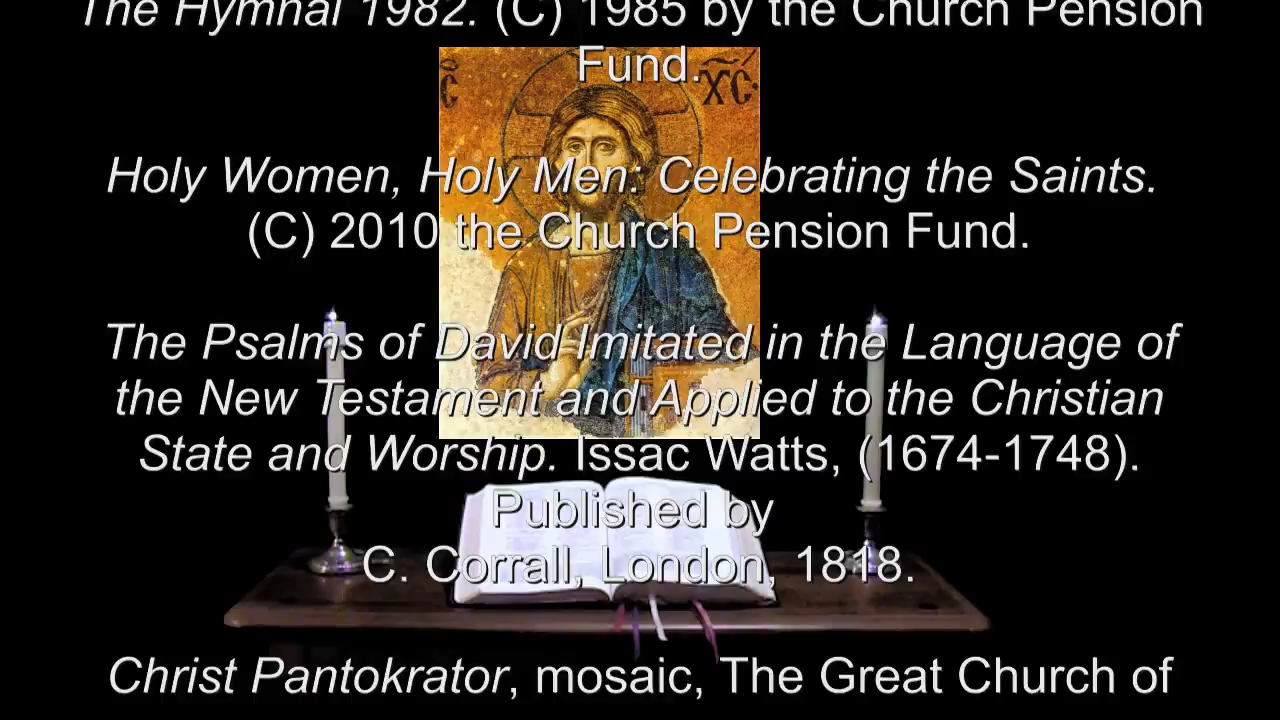 The Hymnal 1982. (C) 1985 by the Church Pension
Fund.
C
XC
Holy Women, Holy Men: Celebrating the Saints.
(C) 2010 the Church Pension Fund.
The Psalms of David Imitated in the Language of
the New Testament and Applied to the Christian
State and Worship. Issac Watts, (1674-1748).
Published by
C. Corrall, London, 1818.
Christ Pantokrator, mosaic, The Great Church of